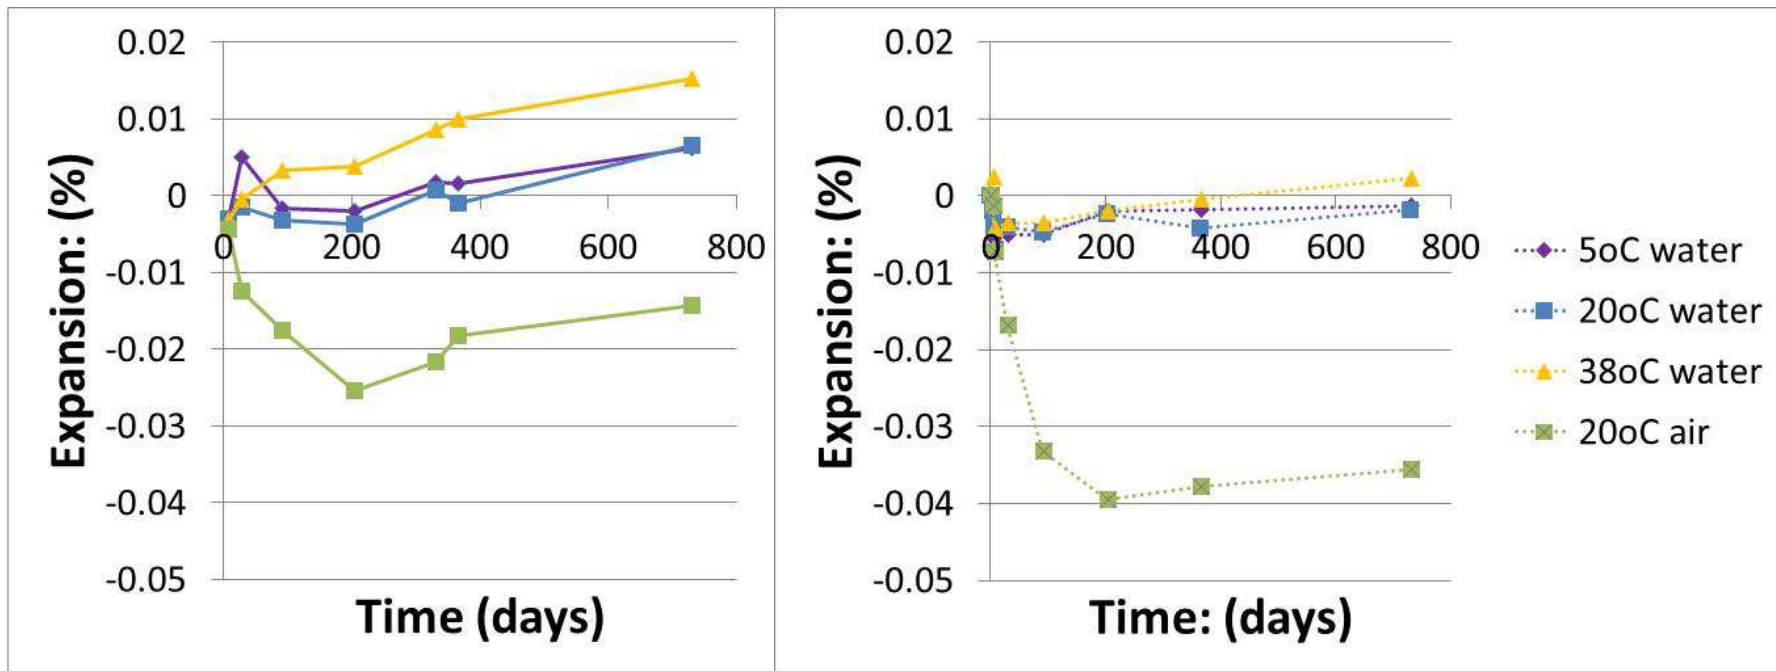 0.02
0.01
0
-0.01
-0.02
-0.03
-0.04
-0.05
0 200 400 600 800
Expansion: (%)
Time (days)
0.02
0.01
0
-0.01
-0.02
-0.03
-0.04
-0.05
0 200 400 600 800
Expansion: (%)
Time: (days)
5oC water
20oC water
38oC water
20oC air